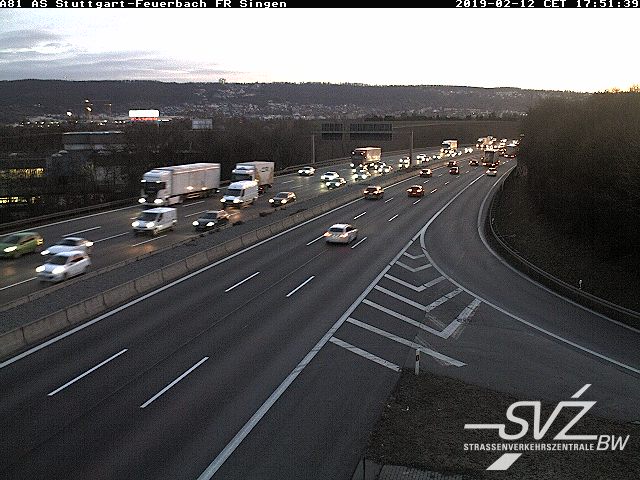 A81 AS Stuttgart-Feuerbach FR Singen 2019-02-12 CET 17:51:39
SVZ
STRASSENVERKEHRSZENTRALE BW